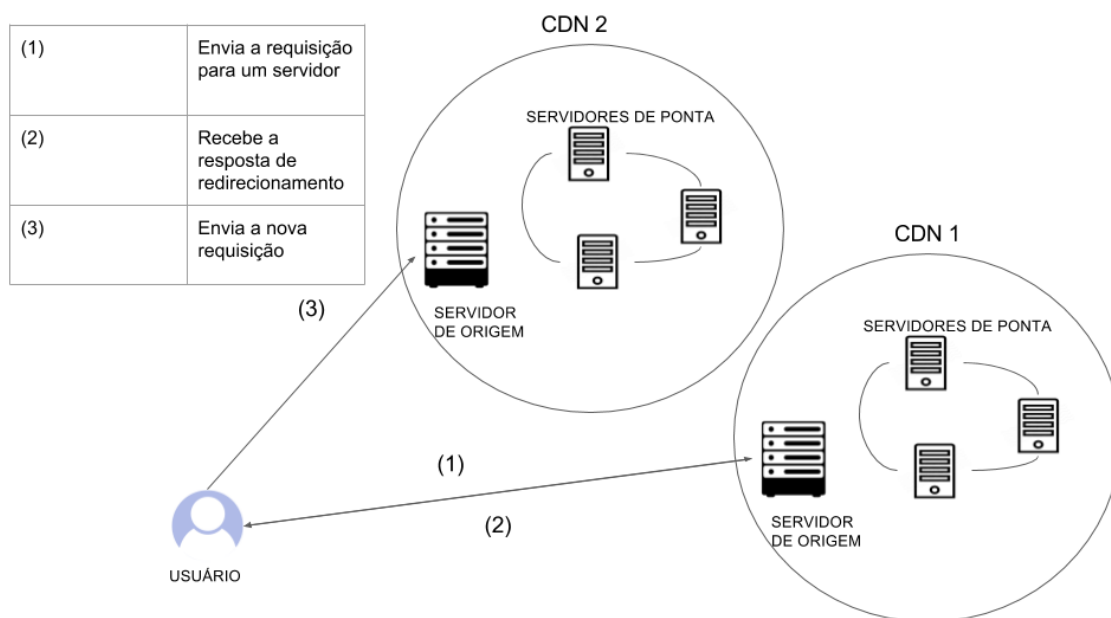 (1)
Envia a requisição
para um servidor
(2)
Recebe a
resposta de
redirecionamento
(3)
Envia a nova
requisição
CDN 2
SERVIDORES DE PONTA
SERVIDOR
DE ORIGEM
CDN 1
SERVIDORES DE PONTA
SERVIDOR
DE ORIGEM
(3)
(1)
(2)
USUÁRIO